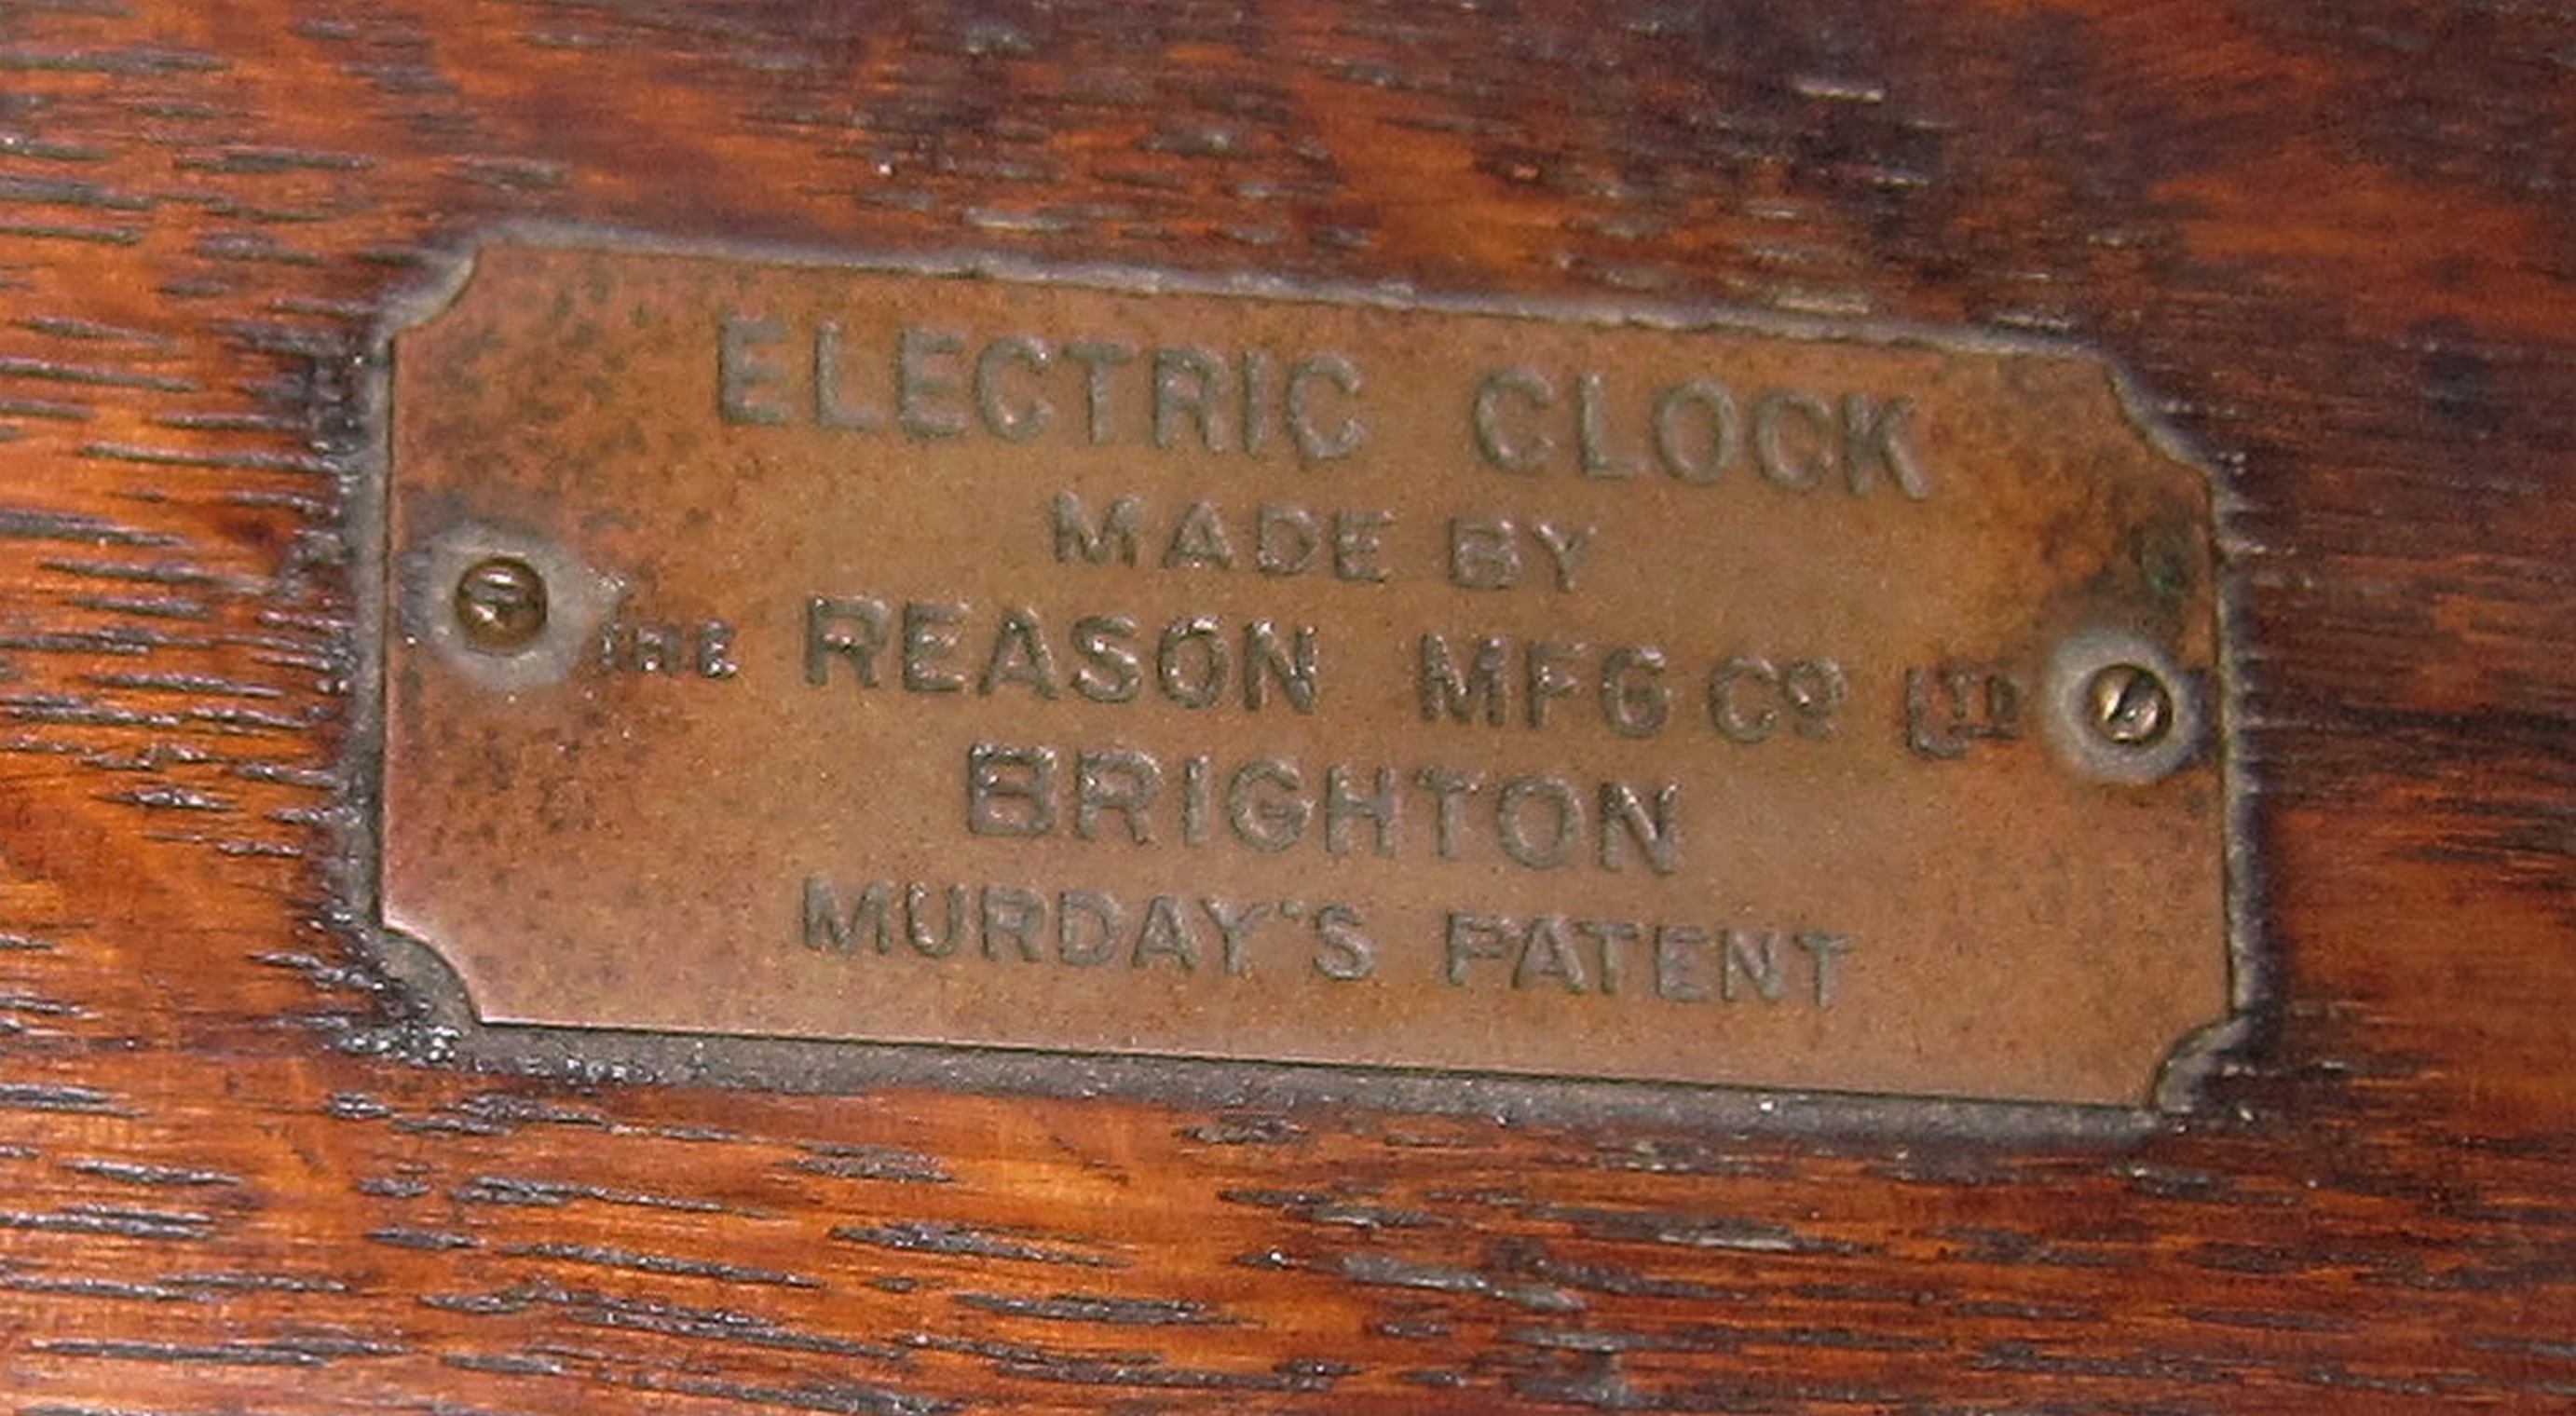 ELECTRIC CLOCK
MADE BY
THE REASON MFG Co LTD
BRIGHTON
MURDAY'S PATENT